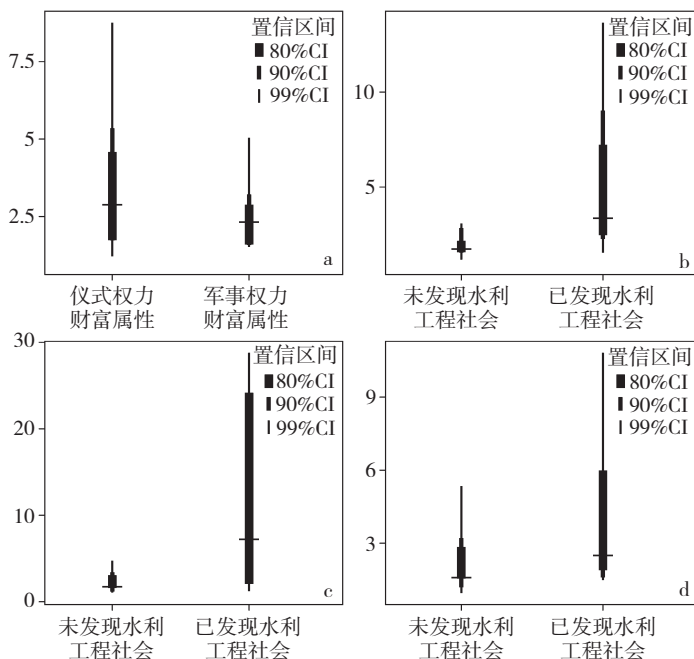 置信区间
80%CI
90%CI
99%CI
7.5
5
2.5
a
仪式权力
财富属性
军事权力
财富属性
置信区间
80%CI
90%CI
99%CI
10
5
b
未发现水利
工程社会
已发现水利
工程社会
置信区间
80%CI
90%CI
99%CI
30
20
10
0
c
未发现水利
工程社会
已发现水利
工程社会
置信区间
80%CI
90%CI
99%CI
9
6
3
d
未发现水利
工程社会
已发现水利
工程社会